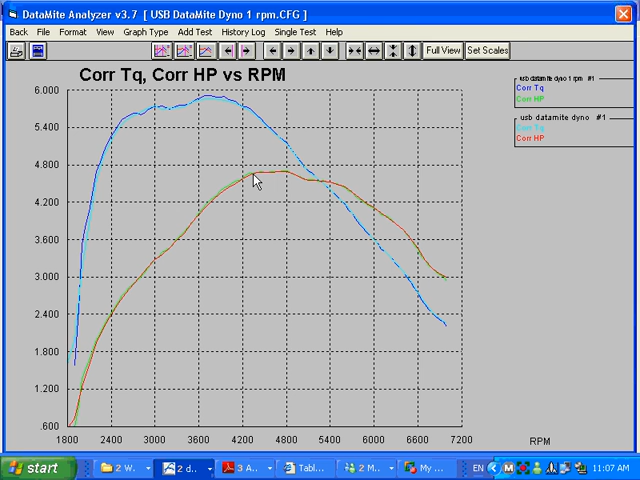 DataMite Analyzer v3.7 [ USB DataMite Dyno 1 rpm.CFG ]
Back File Format View Graph Type Add Test History Log Single Test Help
Full View Set Scales
Corr Tq, Corr HP vs RPM
usb datamite dyno 1 rpm #1
Corr Tq
Corr HP
usb datamite dyno #1
Corr Tq
Corr HP
6.000
5.400
4.800
4.200
3.600
3.000
2.400
1.800
1.200
.600
1800 2400 3000 3600 4200 4800 5400 6000 6600 7200 RPM
start 2 W. 2 d.. 3 A.. Tabl... 2 M.. My ... EN 11:07 AM